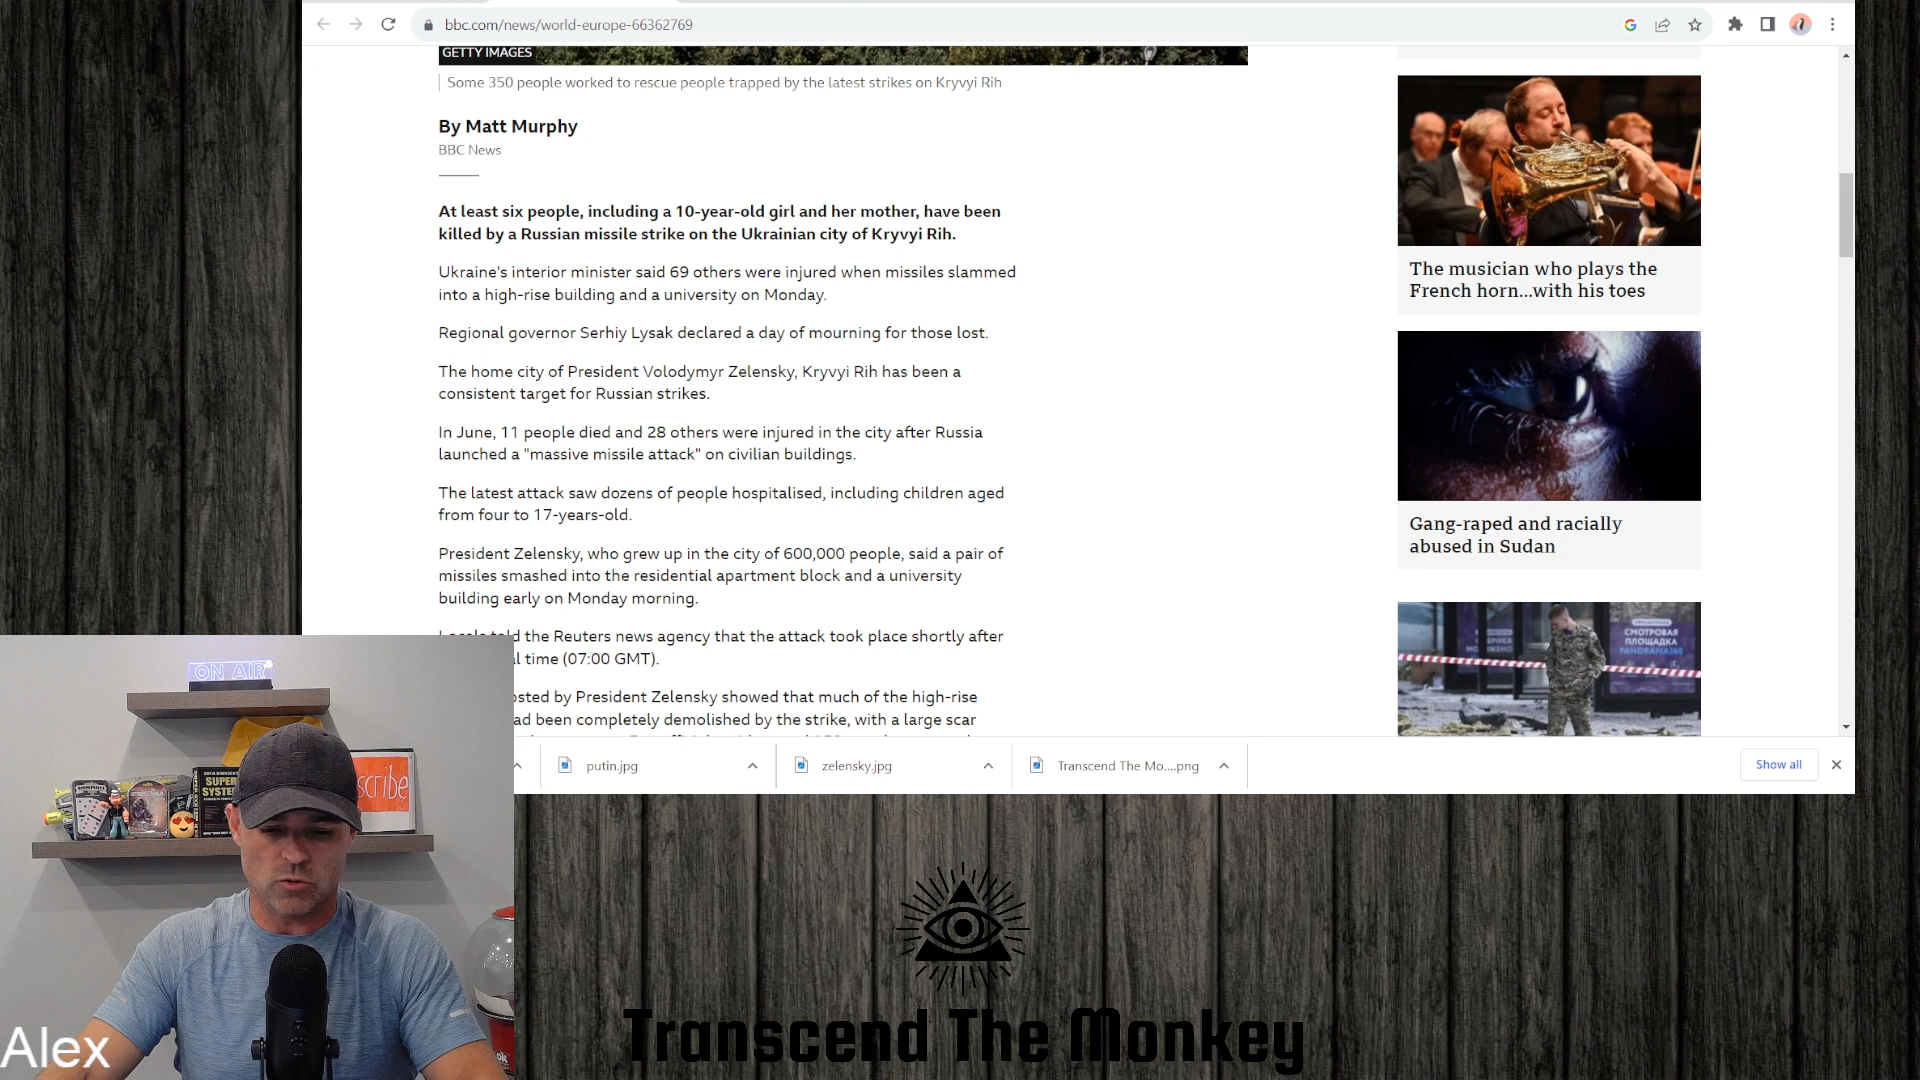 bbc.com/news/world-europe-66362769
GETTY IMAGES
Some 350 people worked to rescue people trapped by the latest strikes on Kryvyi Rih
By Matt Murphy
BBC News
At least six people, including a 10-year-old girl and her mother, have been
killed by a Russian missile strike on the Ukrainian city of Kryvyi Rih.
Ukraine's interior minister said 69 others were injured when missiles slammed
into a high-rise building and a university on Monday.
Regional governor Serhiy Lysak declared a day of mourning for those lost.
The home city of President Volodymyr Zelensky, Kryvyi Rih has been a
consistent target for Russian strikes.
In June, 11 people died and 28 others were injured in the city after Russia
launched a "massive missile attack" on civilian buildings.
The latest attack saw dozens of people hospitalised, including children aged
from four to 17-years-old.
President Zelensky, who grew up in the city of 600,000 people, said a pair of
missiles smashed into the residential apartment block and a university
building early on Monday morning.
the Reuters news agency that the attack took place shortly after
time (07:00 GMT).
by President Zelensky showed that much of the high-rise
been completely demolished by the strike, with a large scar
The musician who plays the
French horn...with his toes
Gang-raped and racially
abused in Sudan
СМОТРОВАЯ
ПЛОЩАДКА
PANORAMA360
putin.jpg
zelensky.jpg
Transcend The Mo....png
Show all
ON AIR
DOMINOES
SUPER
SYSTE
scribe
Alex
Transcend The Monkey